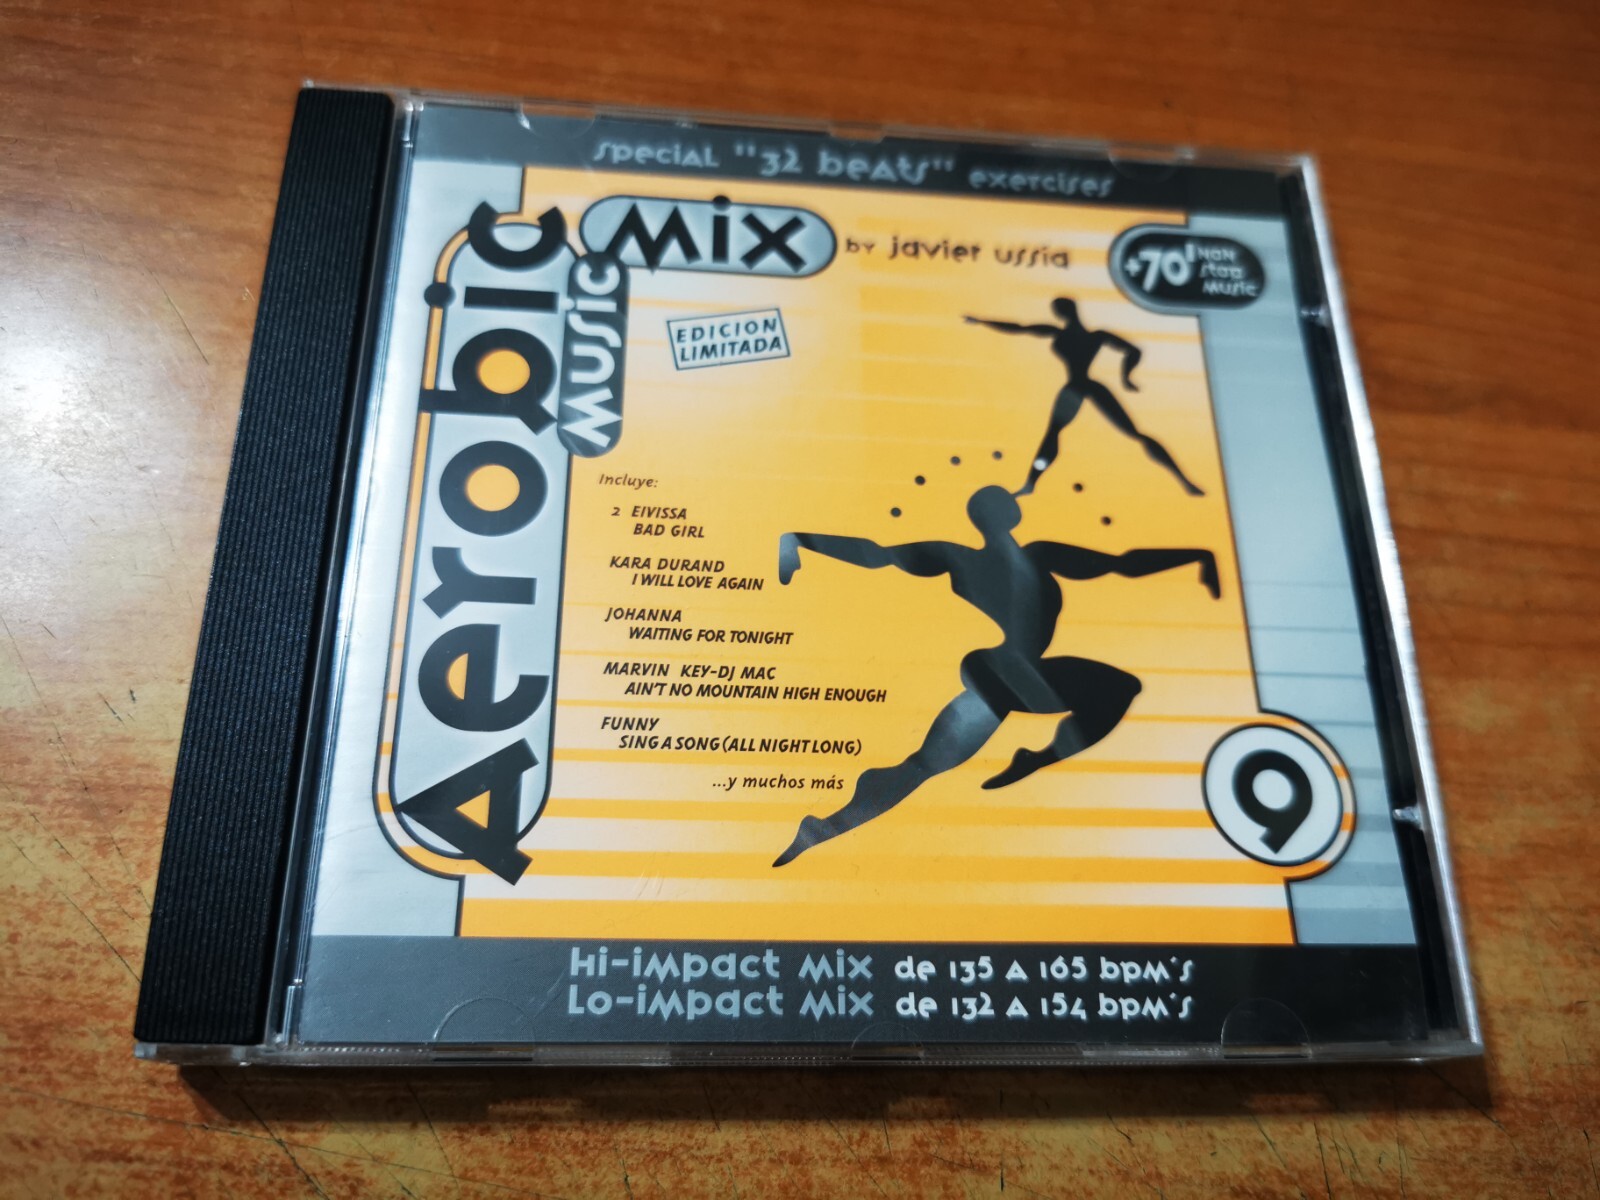 special "32 beats" exercises
Aerobic
Music
Mix
by Javier Ussia
+70' Non
Stop
Music
EDICION
LIMITADA
Incluye:
2 EIVISSA
BAD GIRL
KARA DURAND
I WILL LOVE AGAIN
JOHANNA
WAITING FOR TONIGHT
MARVIN KEY-DJ MAC
AIN'T NO MOUNTAIN HIGH ENOUGH
FUNNY
SING A SONG (ALL NIGHT LONG)
...y muchos más
9
Hi-impact Mix de 135 A 165 bpm's
Lo-impact Mix de 132 A 154 bpm's